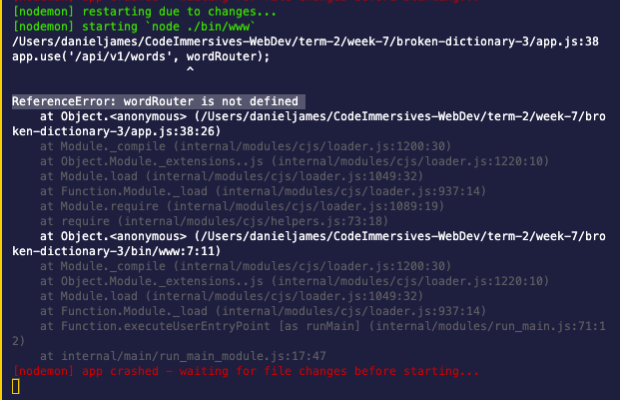 [nodemon] restarting due to changes...
[nodemon] starting `node ./bin/www`
/Users/danieljames/CodeImmersives-WebDev/term-2/week-7/broken-dictionary-3/app.js:38
app.use('/api/v1/words', wordRouter);
^
ReferenceError: wordRouter is not defined
at Object.<anonymous> (/Users/danieljames/CodeImmersives-WebDev/term-2/week-7/bro
ken-dictionary-3/app.js:38:26)
at Module._compile (internal/modules/cjs/loader.js:1200:30)
at Object.Module._extensions..js (internal/modules/cjs/loader.js:1220:10)
at Module.load (internal/modules/cjs/loader.js:1049:32)
at Function.Module._load (internal/modules/cjs/loader.js:937:14)
at Module.require (internal/modules/cjs/loader.js:1089:19)
at require (internal/modules/cjs/helpers.js:73:18)
at Object.<anonymous> (/Users/danieljames/CodeImmersives-WebDev/term-2/week-7/bro
ken-dictionary-3/bin/www:7:11)
at Module._compile (internal/modules/cjs/loader.js:1200:30)
at Object.Module._extensions..js (internal/modules/cjs/loader.js:1220:10)
at Module.load (internal/modules/cjs/loader.js:1049:32)
at Function.Module._load (internal/modules/cjs/loader.js:937:14)
at Function.executeUserEntryPoint [as runMain] (internal/modules/run_main.js:71:1
2)
at internal/main/run_main_module.js:17:47
[nodemon] app crashed - waiting for file changes before starting...